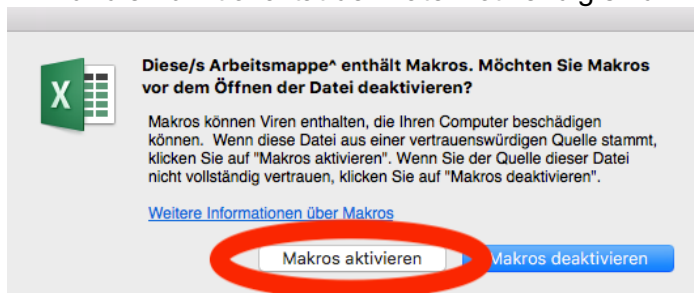 Diese/s Arbeitsmappe^ enthält Makros. Möchten Sie Makros
vor dem Öffnen der Datei deaktivieren?
Makros können Viren enthalten, die Ihren Computer beschädigen
können.  Wenn diese Datei aus einer vertrauenswürdigen Quelle stammt,
klicken Sie auf "Makros aktivieren". Wenn Sie der Quelle dieser Datei
nicht vollständig vertrauen, klicken Sie auf "Makros deaktivieren".
Weitere Informationen über Makros
Makros aktivieren Makros deaktivieren